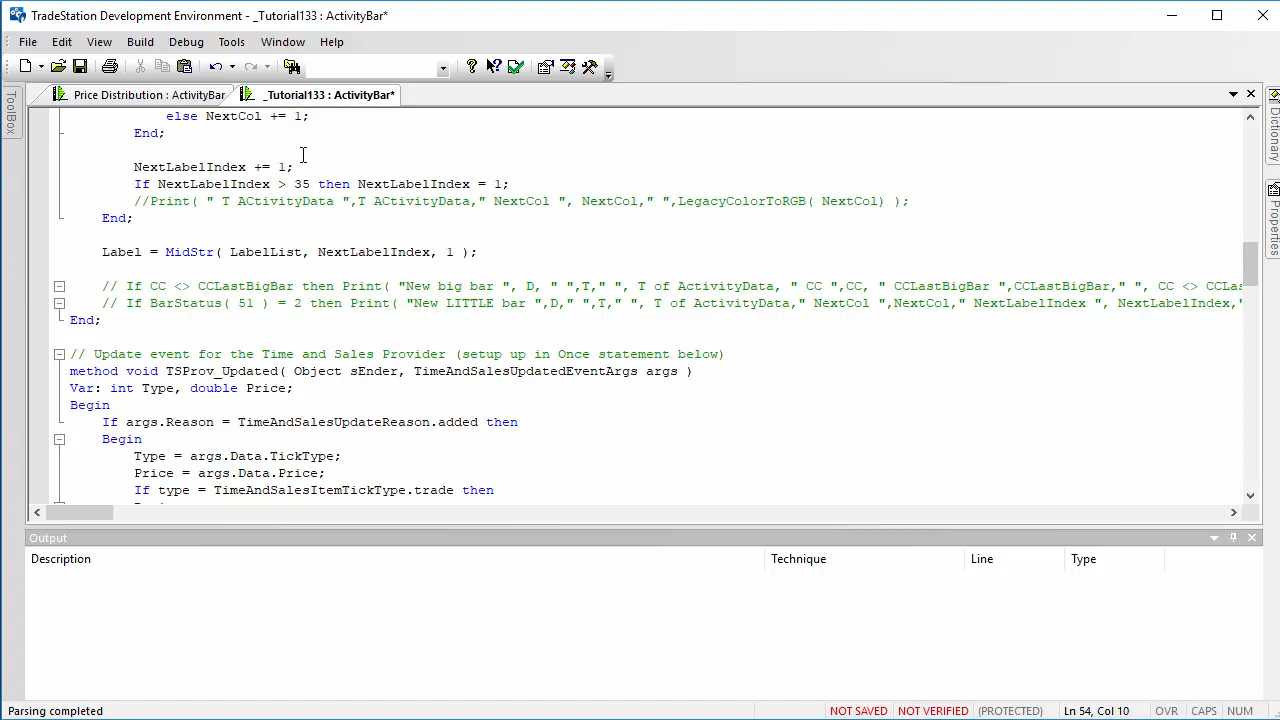 TradeStation Development Environment - _Tutorial133 : ActivityBar*
File Edit View Build Debug Tools Window Help
Price Distribution : ActivityBar _Tutorial133 : ActivityBar*
ToolBox
Dictionary
Properties
else NextCol += 1;
End;
NextLabelIndex += 1;
If NextLabelIndex > 35 then NextLabelIndex = 1;
//Print( " T ACtivityData ",T ACtivityData," NextCol ", NextCol," ",LegacyColorToRGB( NextCol) );
End;
Label = MidStr( LabelList, NextLabelIndex, 1 );
// If CC <> CCLastBigBar then Print( "New big bar ", D, " ",T," ", T of ActivityData, " CC ",CC, " CCLastBigBar ",CCLastBigBar," ", CC <> CCLas
// If BarStatus( 51 ) = 2 then Print( "New LITTLE bar ",D," ",T," ", T of ActivityData," NextCol ",NextCol," NextLabelIndex ", NextLabelIndex,"
End;
// Update event for the Time and Sales Provider (setup up in Once statement below)
method void TSProv_Updated( Object sEnder, TimeAndSalesUpdatedEventArgs args )
Var: int Type, double Price;
Begin
If args.Reason = TimeAndSalesUpdateReason.added then
Begin
Type = args.Data.TickType;
Price = args.Data.Price;
If type = TimeAndSalesItemTickType.trade then
Output
Description Technique Line Type
Parsing completed NOT SAVED NOT VERIFIED (PROTECTED) Ln 54, Col 10 OVR CAPS NUM